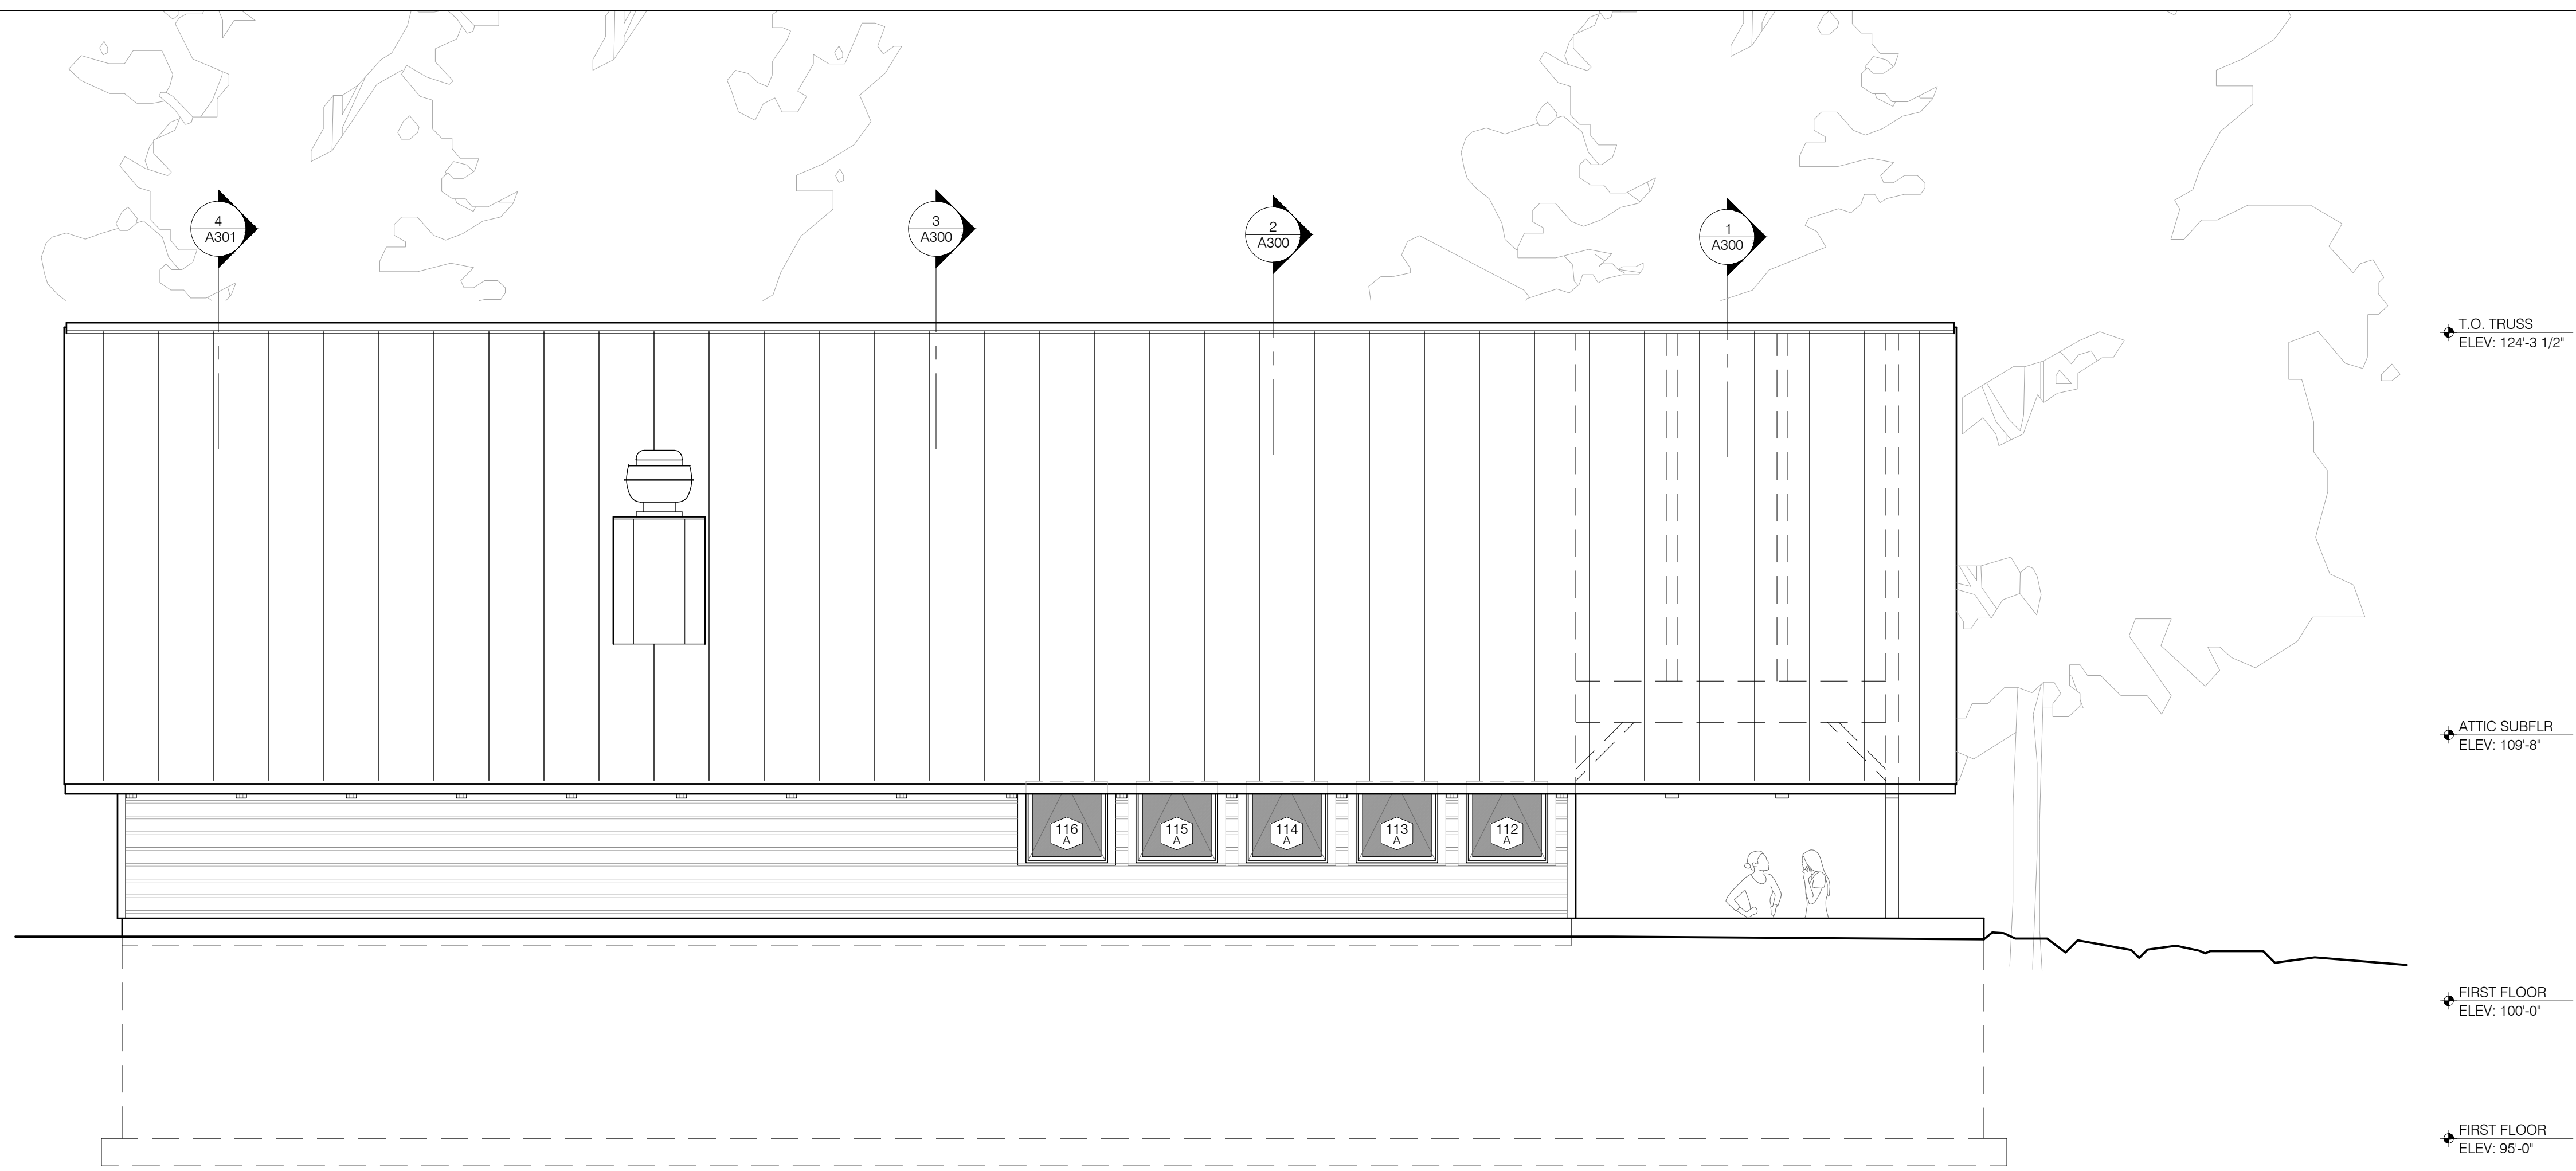 4
A301
3
A300
2
A300
1
A300
T.O. TRUSS
ELEV: 124'-3 1/2"
ATTIC SUBFLR
ELEV: 109'-8"
116
A
115
A
114
A
113
A
112
A
FIRST FLOOR
ELEV: 100'-0"
FIRST FLOOR
ELEV: 95'-0"